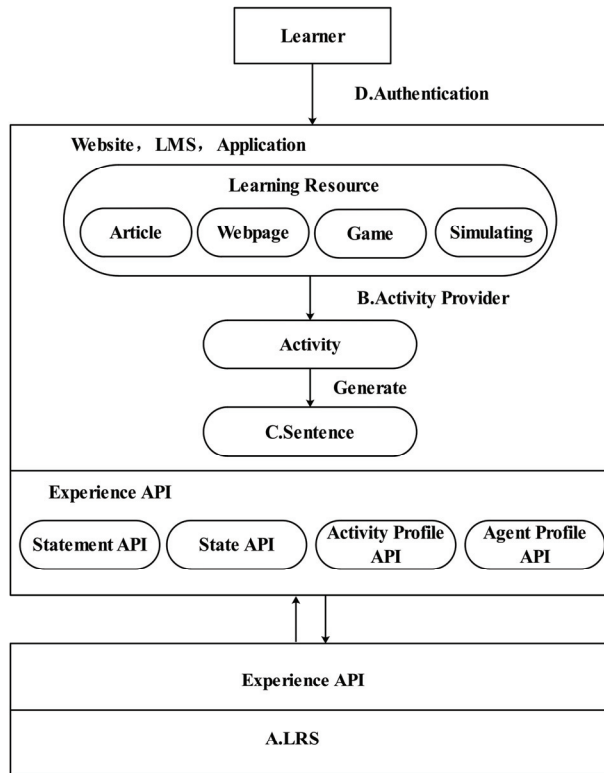 Learner
D.Authentication
Website，LMS，Application
Learning Resource
Article
Webpage
Game
Simulating
B.Activity Provider
Activity
Generate
C.Sentence
Experience API
Statement API
State API
Activity Profile
API
Agent Profile
API
Experience API
A.LRS